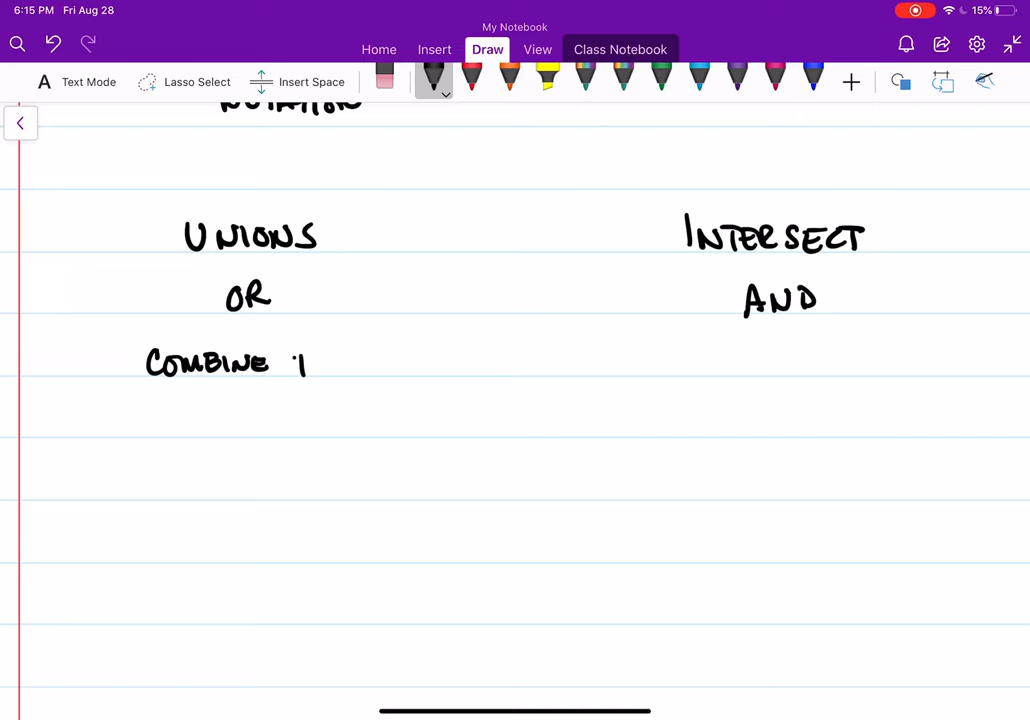 6:15 PM Fri Aug 28 15%
My Notebook
Home Insert Draw View Class Notebook
A Text Mode Lasso Select Insert Space
UNIONS INTERSECT
OR AND
COMBINE